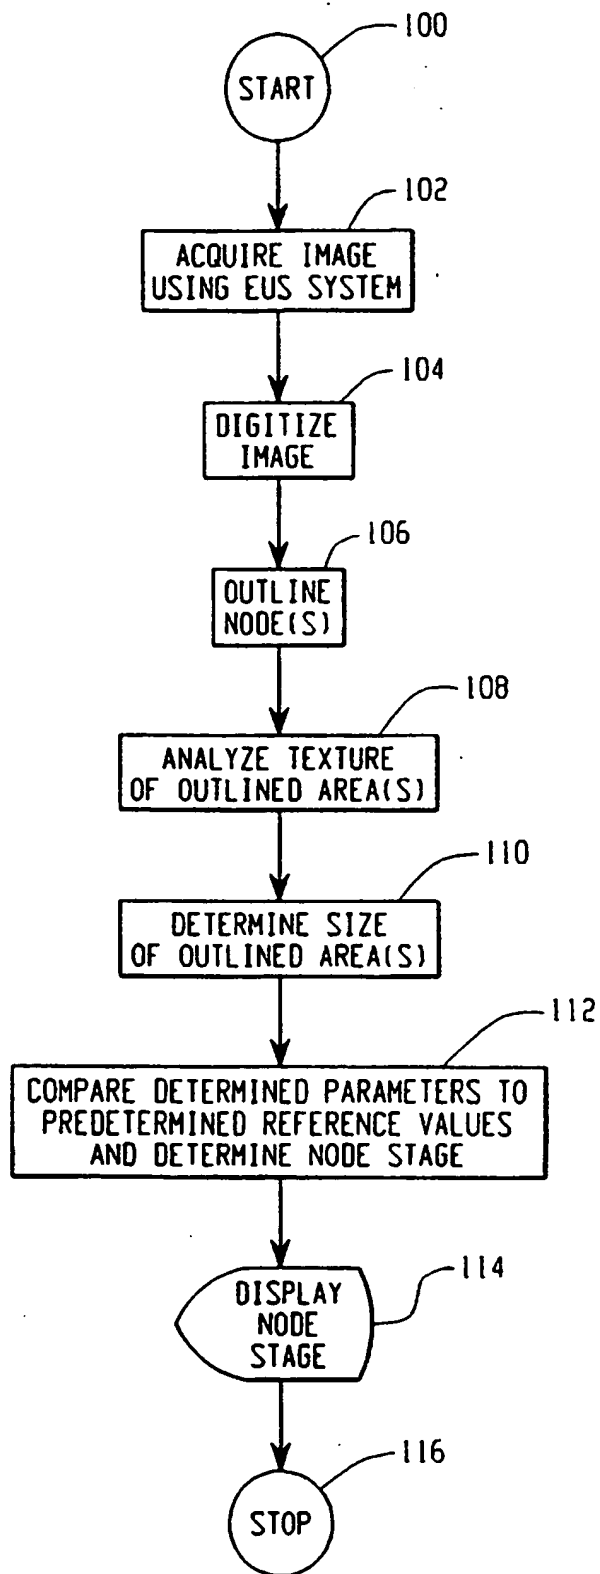 100
START
102
ACQUIRE IMAGE
USING EUS SYSTEM
104
DIGITIZE
IMAGE
106
OUTLINE
NODE(S)
108
ANALYZE TEXTURE
OF OUTLINED AREA(S)
110
DETERMINE SIZE
OF OUTLINED AREA(S)
112
COMPARE DETERMINED PARAMETERS TO
PREDETERMINED REFERENCE VALUES
AND DETERMINE NODE STAGE
114
DISPLAY
NODE
STAGE
116
STOP